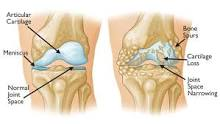 Articular
Cartilage
Meniscus
Normal
Joint
Space
Bone
Spurs
Cartilage
Loss
Joint
Space
Narrowing